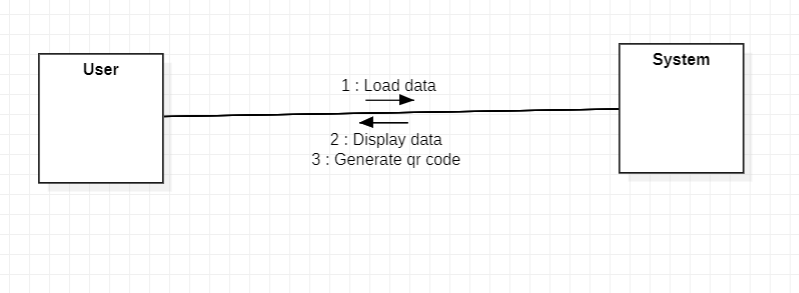 User
System
1 : Load data
2 : Display data
3 : Generate qr code